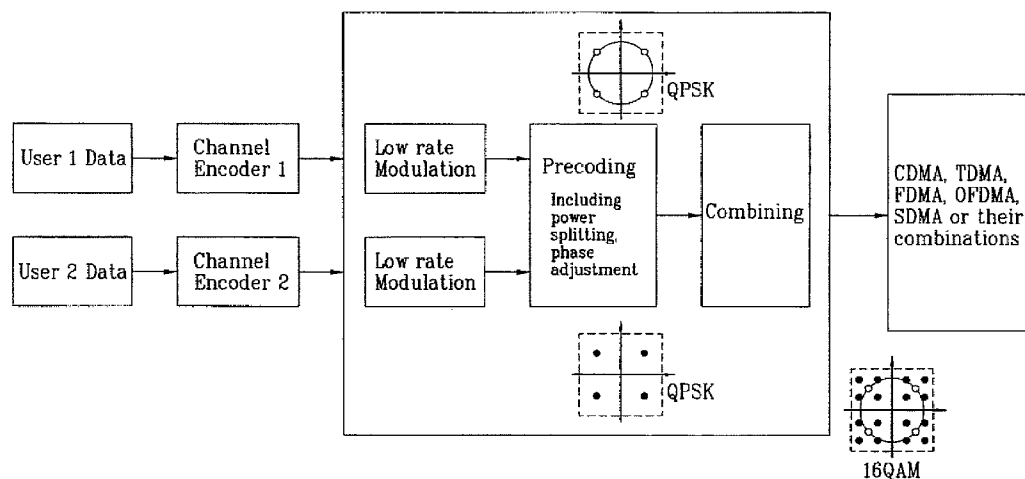 QPSK
User 1 Data
Channel
Encoder 1
Low rate
Modulation
Precoding
Including
power
splitting,
phase
adjustment
Combining
CDMA, TDMA,
FDMA, OFDMA,
SDMA or their
combinations
User 2 Data
Channel
Encoder 2
Low rate
Modulation
QPSK
16QAM